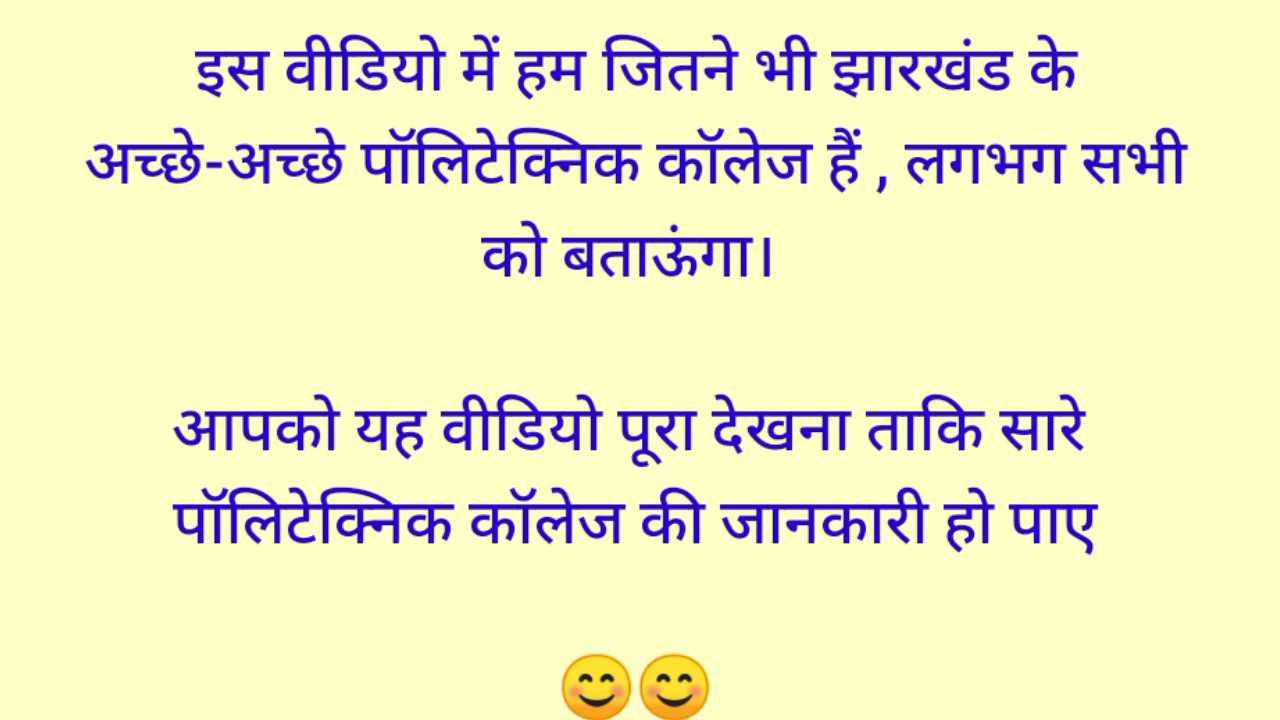 इस वीडियो में हम जितने भी झारखंड के
अच्छे-अच्छे पॉलिटेक्निक कॉलेज हैं , लगभग सभी
को बताऊंगा।
आपको यह वीडियो पूरा देखना ताकि सारे
पॉलिटेक्निक कॉलेज की जानकारी हो पाए
😊😊